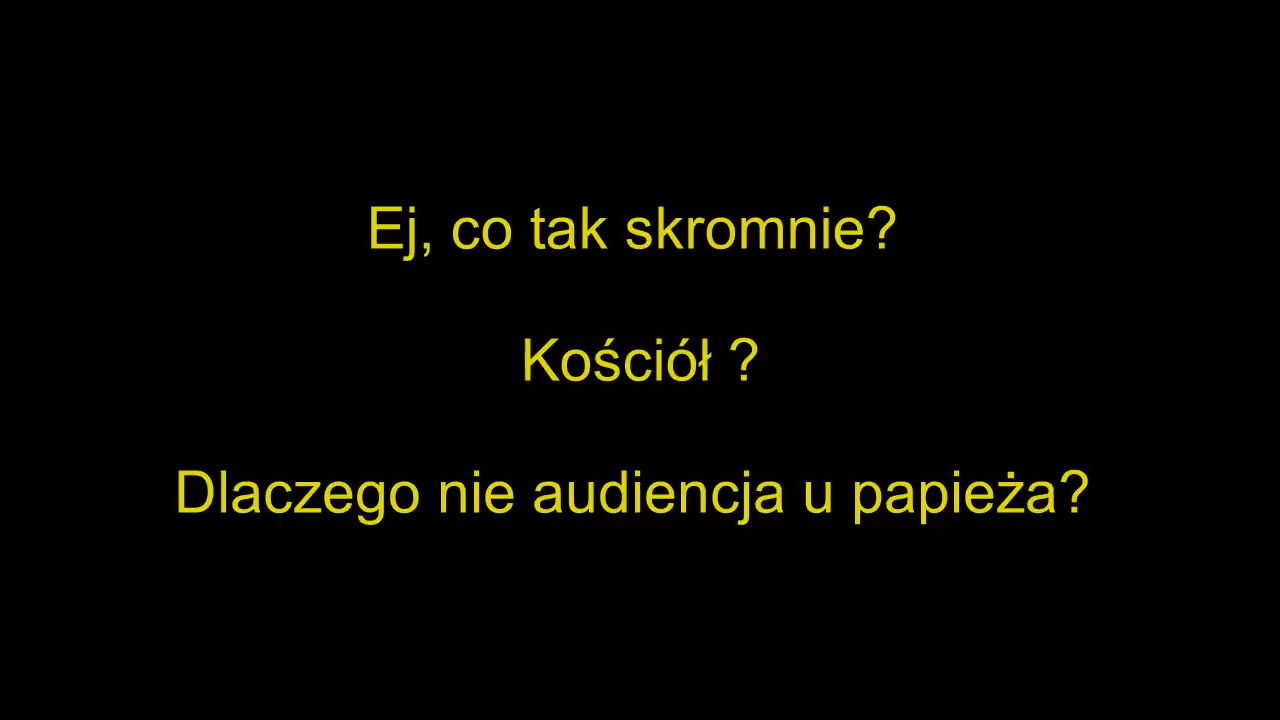 Ej, co tak skromnie?
Kościół ?
Dlaczego nie audiencja u papieża?